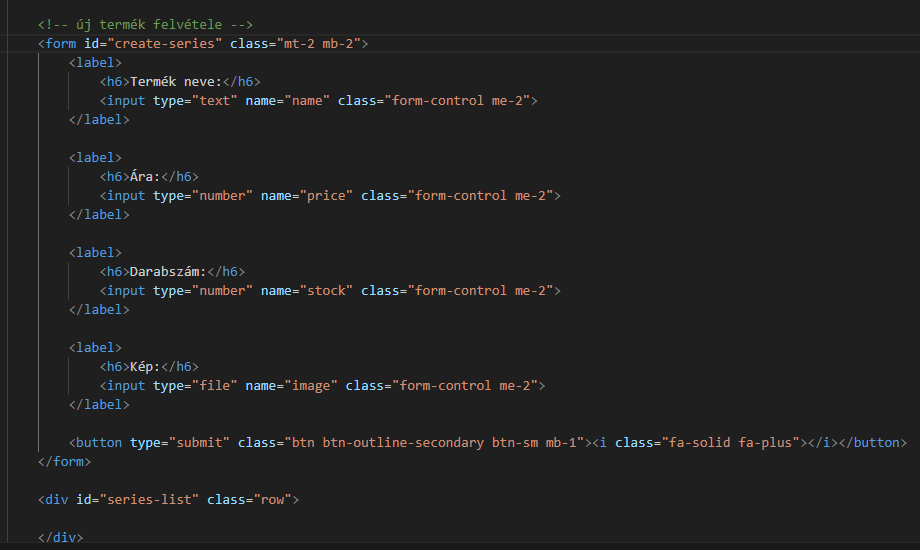 <!-- új termék felvétele -->
<form id="create-series" class="mt-2 mb-2">
<label>
<h6>Termék neve:</h6>
<input type="text" name="name" class="form-control me-2">
</label>
<label>
<h6>Ára:</h6>
<input type="number" name="price" class="form-control me-2">
</label>
<label>
<h6>Darabszám:</h6>
<input type="number" name="stock" class="form-control me-2">
</label>
<label>
<h6>Kép:</h6>
<input type="file" name="image" class="form-control me-2">
</label>
<button type="submit" class="btn btn-outline-secondary btn-sm mb-1"><i class="fa-solid fa-plus"></i></button>
</form>
<div id="series-list" class="row">
</div>